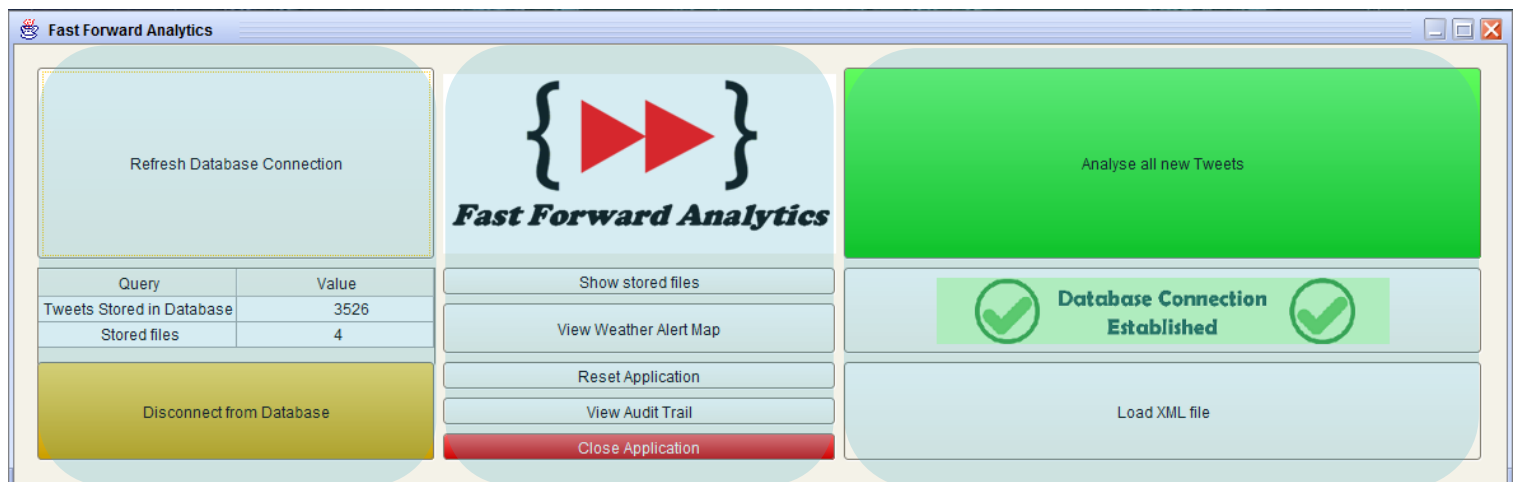 Fast Forward Analytics
Refresh Database Connection
Query Value
Tweets Stored in Database 3526
Stored files 4
Disconnect from Database
{ }
Fast Forward Analytics
Show stored files
View Weather Alert Map
Reset Application
View Audit Trail
Close Application
Analyse all new Tweets
Database Connection
Established
Load XML file